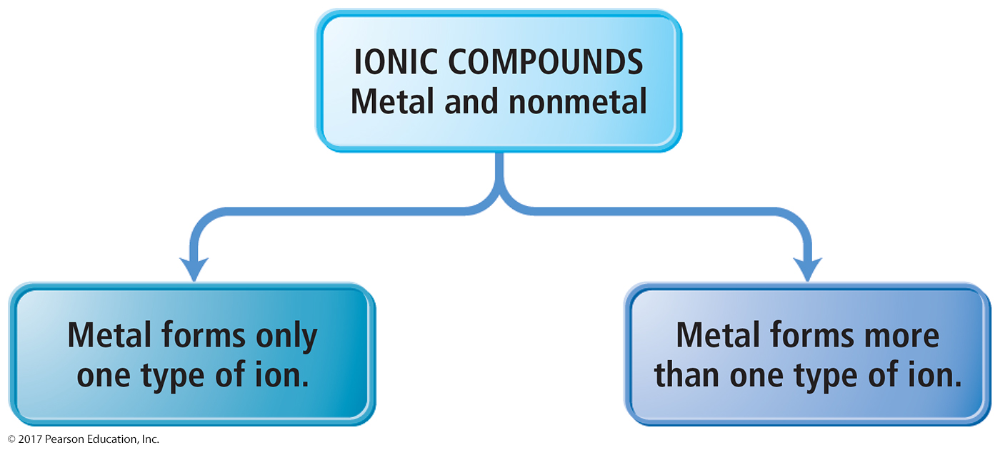 IONIC COMPOUNDS
Metal and nonmetal
Metal forms only
one type of ion.
Metal forms more
than one type of ion.
© 2017 Pearson Education, Inc.